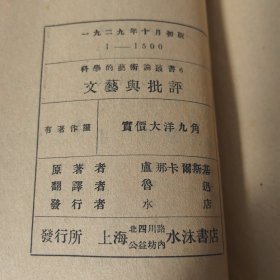 一九二九年十月初版
1—1500
科學的藝術論叢書6
文藝與批評
有著作權 實價大洋九角
原著者 盧那卡爾斯基
翻譯者 魯迅
發行者 水店
發行所 上海 北四川路公益坊內 水沫書店